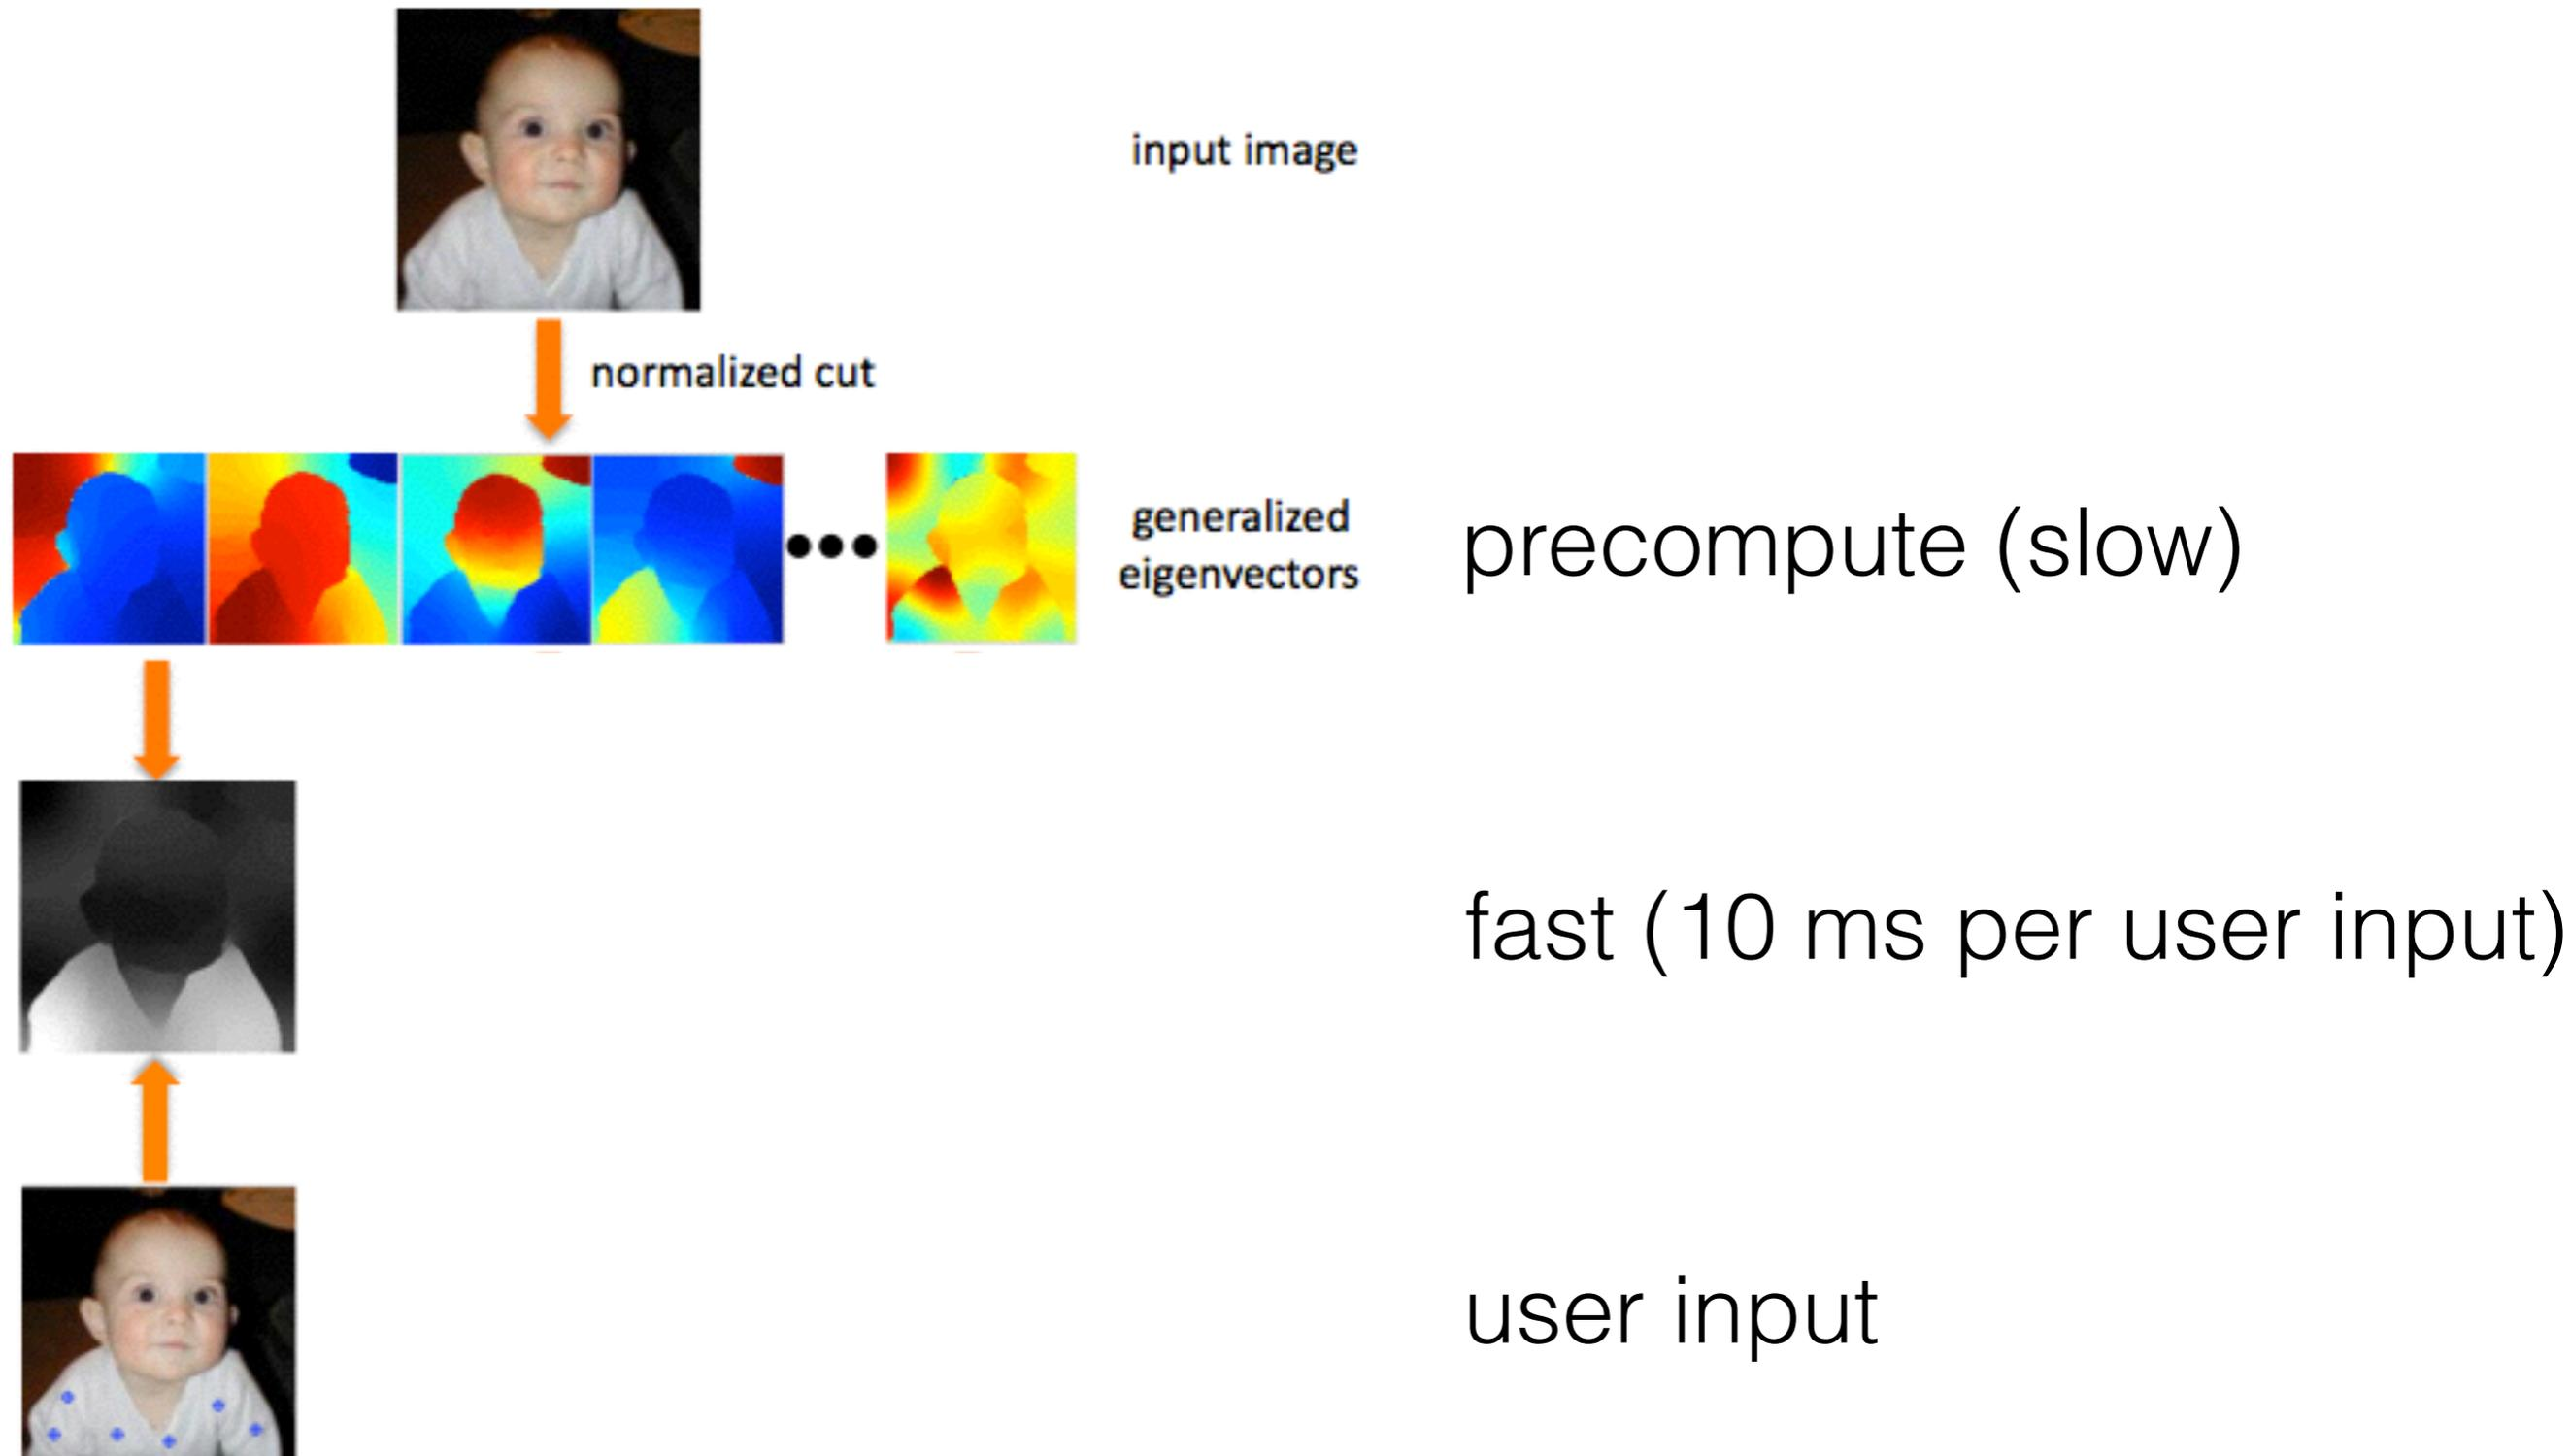 input image
normalized cut
generalized
eigenvectors
precompute (slow)
fast (10 ms per user input)
user input